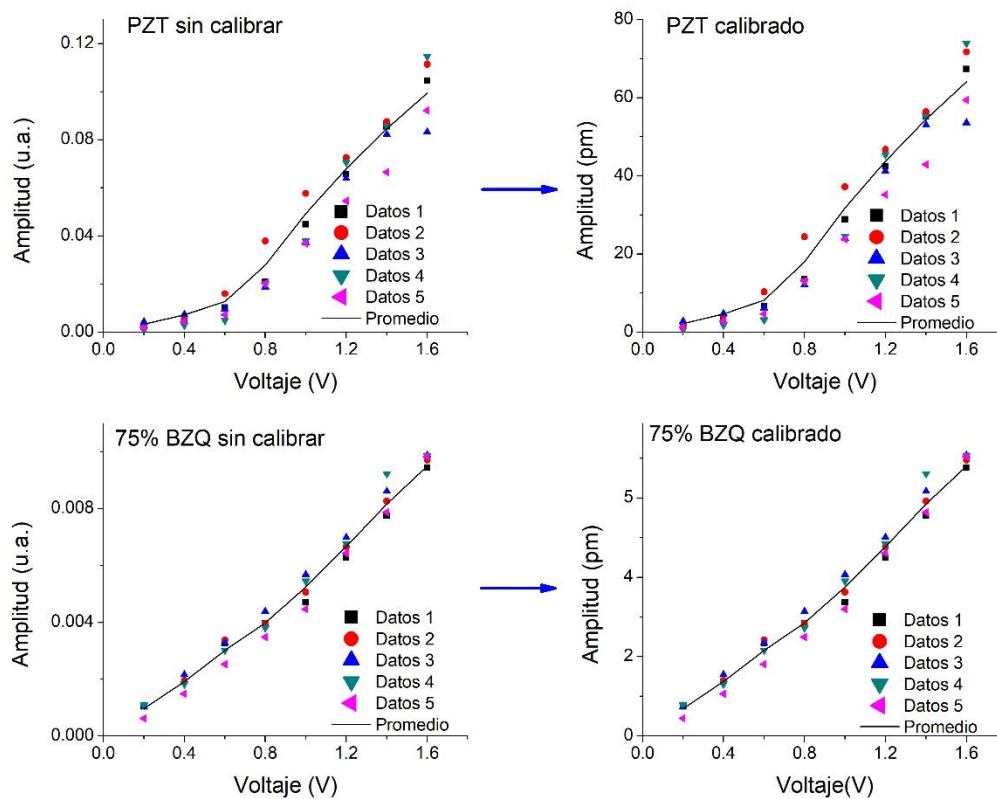 PZT sin calibrar
0.12
0.08
0.04
0.00
Amplitud (u.a.)
Datos 1
Datos 2
Datos 3
Datos 4
Datos 5
Promedio
0.0 0.4 0.8 1.2 1.6
Voltaje (V)
PZT calibrado
80
60
40
20
0
Amplitud (pm)
Datos 1
Datos 2
Datos 3
Datos 4
Datos 5
Promedio
0.0 0.4 0.8 1.2 1.6
Voltaje (V)
75% BZQ sin calibrar
0.008
0.004
0.000
Amplitud (u.a.)
Datos 1
Datos 2
Datos 3
Datos 4
Datos 5
Promedio
0.0 0.4 0.8 1.2 1.6
Voltaje (V)
75% BZQ calibrado
6
4
2
0
Amplitud (pm)
Datos 1
Datos 2
Datos 3
Datos 4
Datos 5
Promedio
0.0 0.4 0.8 1.2 1.6
Voltaje(V)